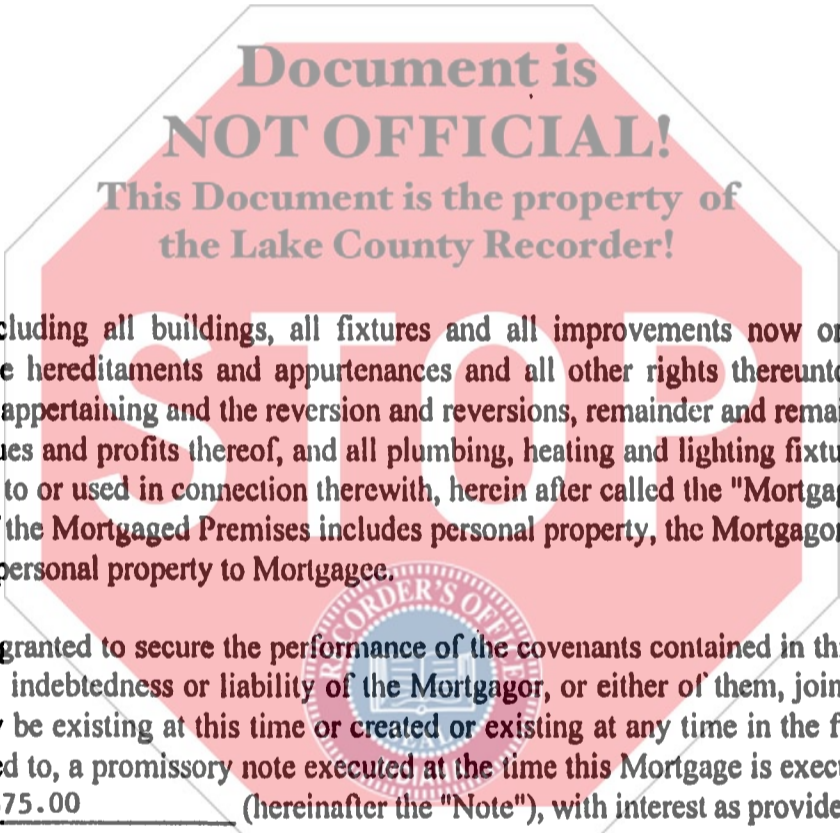 Document is
NOT OFFICIAL!
This Document is the property of
the Lake County Recorder!
STOP
cluding all buildings, all fixtures and all improvements now or
e hereditaments and appurtenances and all other rights thereunto
appertaining and the reversion and reversions, remainder and rema
ues and profits thereof, and all plumbing, heating and lighting fixtu
to or used in connection therewith, herein after called the "Mortga
the Mortgaged Premises includes personal property, the Mortgagor
personal property to Mortgagee.
RECORDER'S OFFICE
granted to secure the performance of the covenants contained in th
indebtedness or liability of the Mortgagor, or either of them, join
be existing at this time or created or existing at any time in the f
ed to, a promissory note executed at the time this Mortgage is exec
75.00 (hereinafter the "Note"), with interest as provide